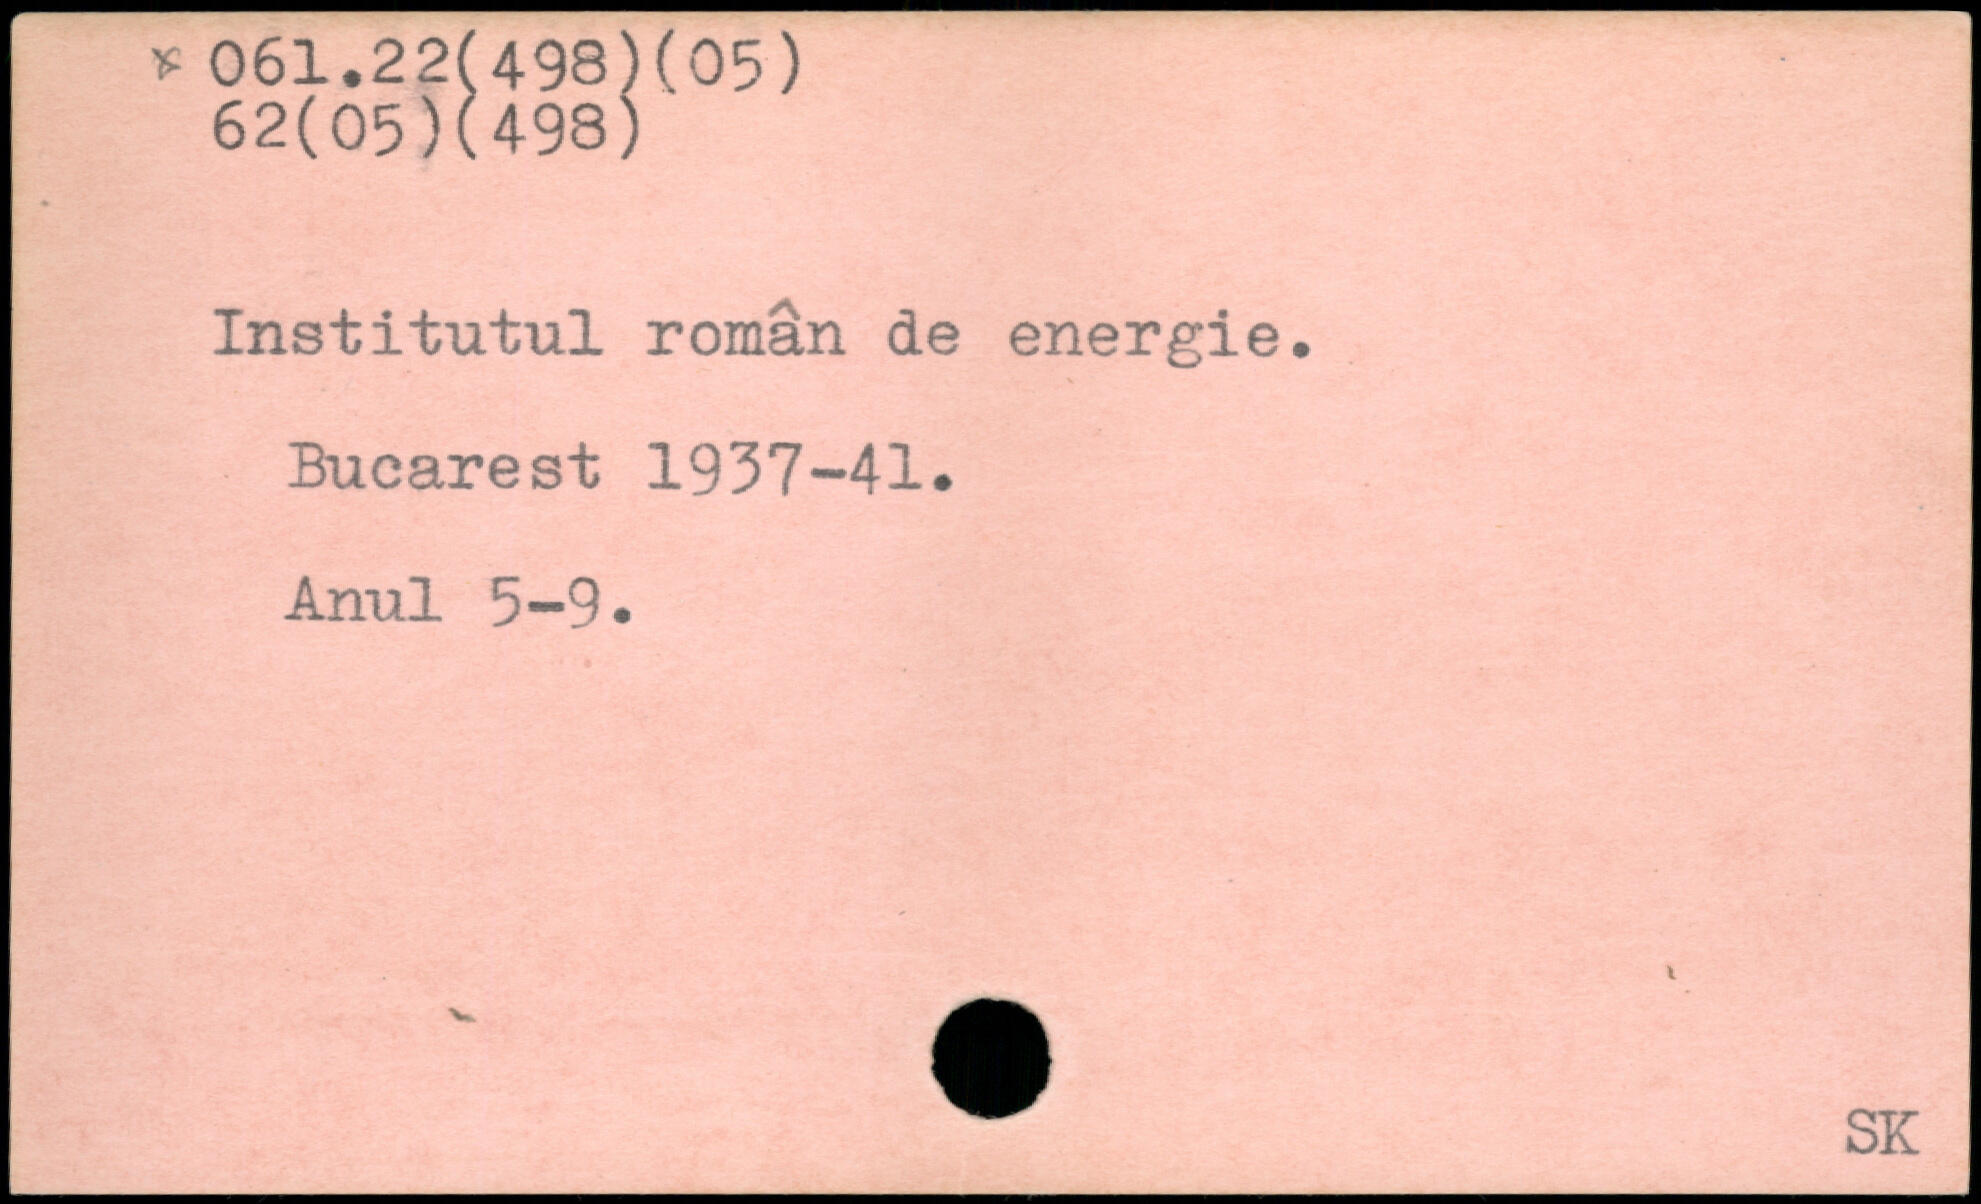 x 061.22(498)(05)
62(05)(498)
Institutul român de energie.
Bucarest 1937-41.
Anul 5-9.
SK